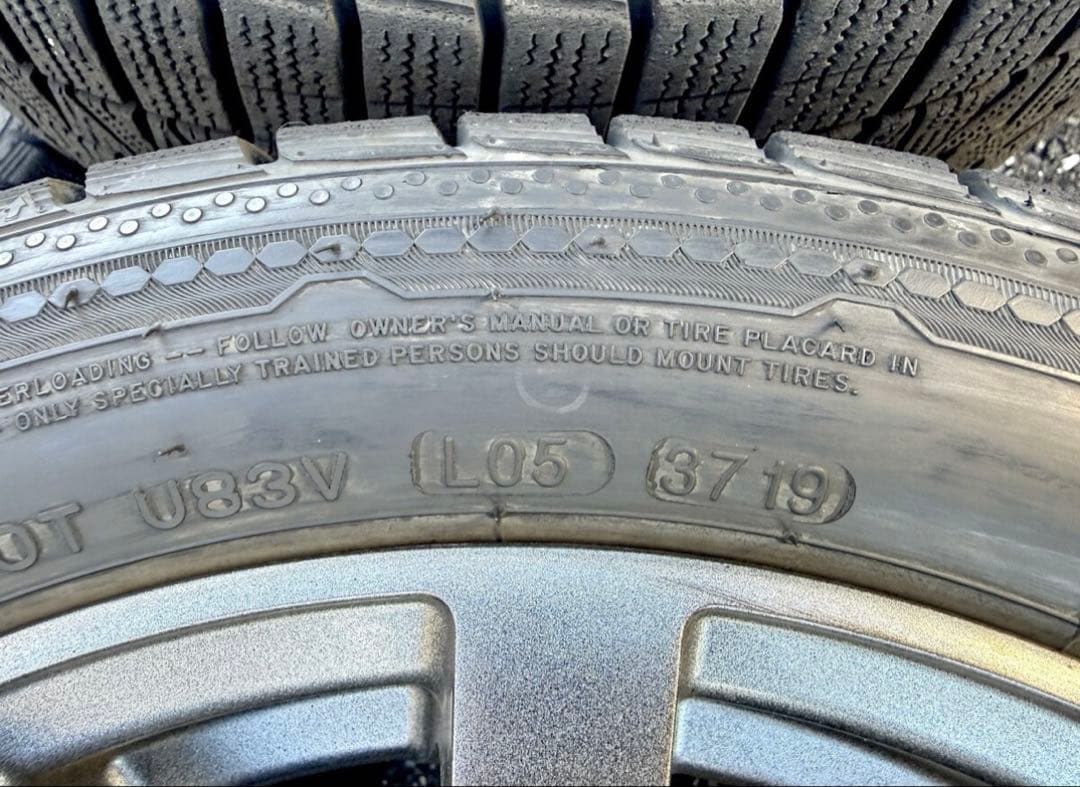 ERLOADING -- FOLLOW OWNER'S MANUAL OR TIRE PLACARD IN
ONLY SPECIALLY TRAINED PERSONS SHOULD MOUNT TIRES.
OT U83V L05 3719